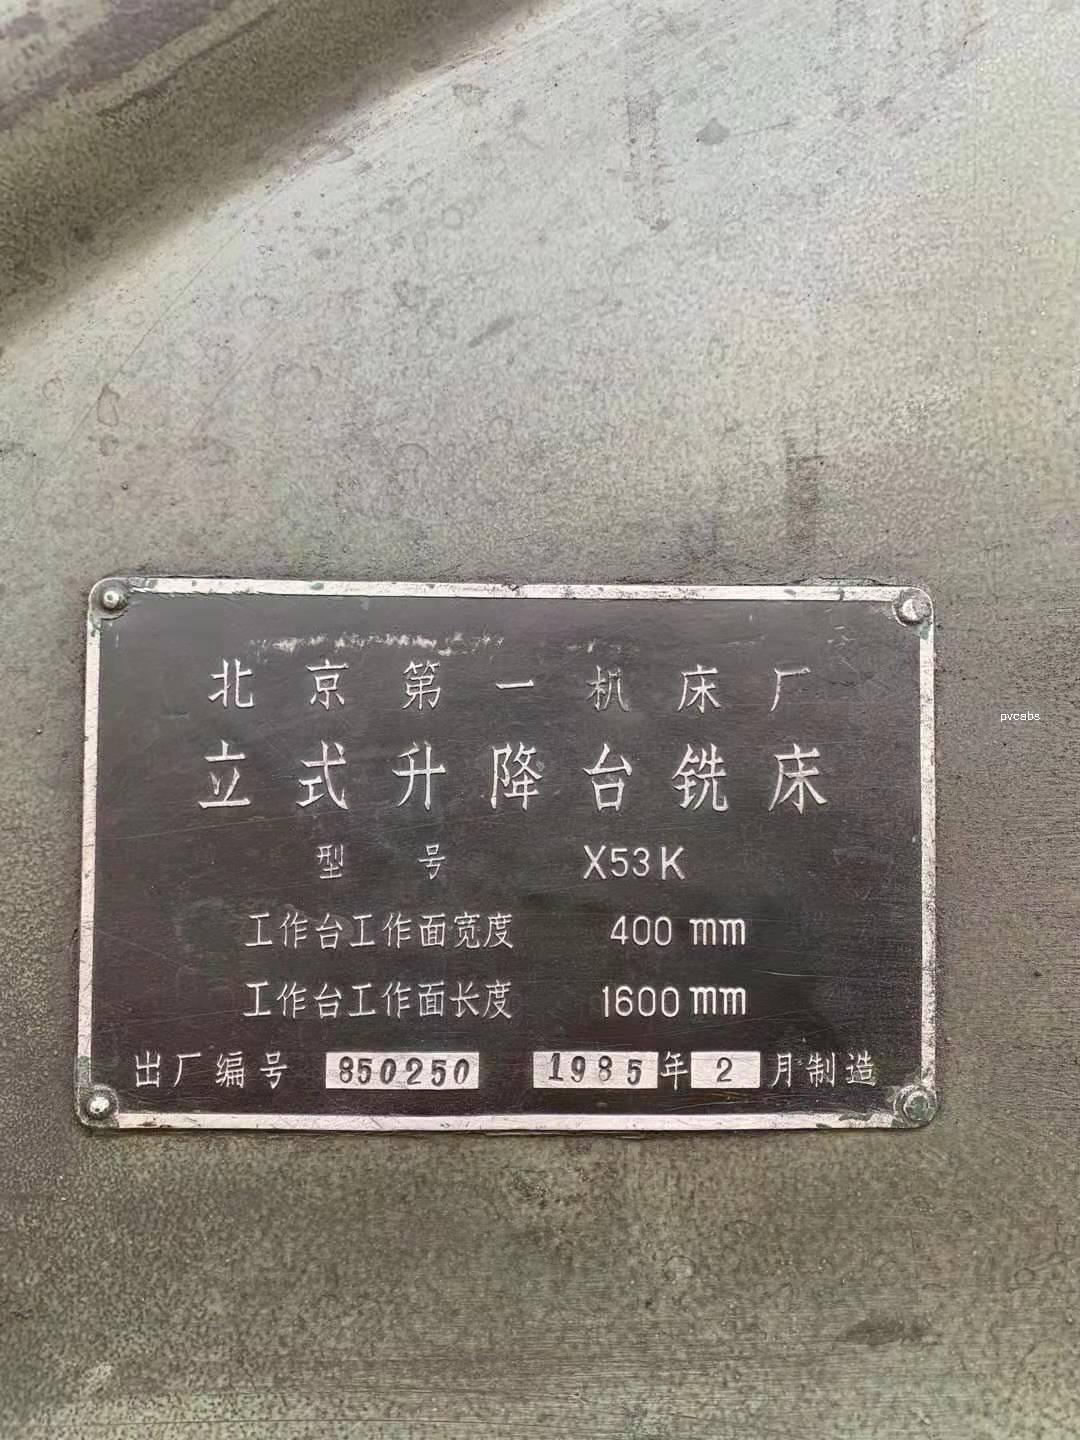 北京第一机床厂
pvcabs
立式升降台铣床
型号 X53K
工作台工作面宽度 400 mm
工作台工作面长度 1600 mm
出厂编号 850250 1985年2月制造